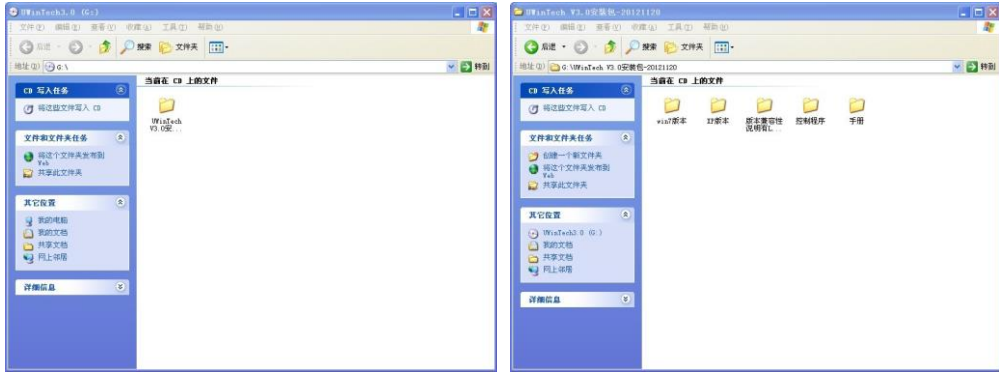 UWinTech3.0 (G:)
文件(F) 编辑(E) 查看(V) 收藏(A) 工具(T) 帮助(H)
后退 搜索 文件夹
地址(D) G:\ 转到
CD 写入任务
将这些文件写入 CD
文件和文件夹任务
将这个文件夹发布到
Web
共享此文件夹
其它位置
我的电脑
我的文档
共享文档
网上邻居
详细信息
当前在 CD 上的文件
UWinTech
V3.0安...
UWinTech V3.0安装包-20121120
文件(F) 编辑(E) 查看(V) 收藏(A) 工具(T) 帮助(H)
后退 搜索 文件夹
地址(D) G:\UWinTech V3.0安装包-20121120 转到
CD 写入任务
将这些文件写入 CD
文件和文件夹任务
创建一个新文件夹
将这个文件夹发布到
Web
共享此文件夹
其它位置
UWinTech3.0 (G:)
我的文档
共享文档
网上邻居
详细信息
当前在 CD 上的文件
win7版本
XP版本
版本兼容性
说明有L...
控制程序
手册